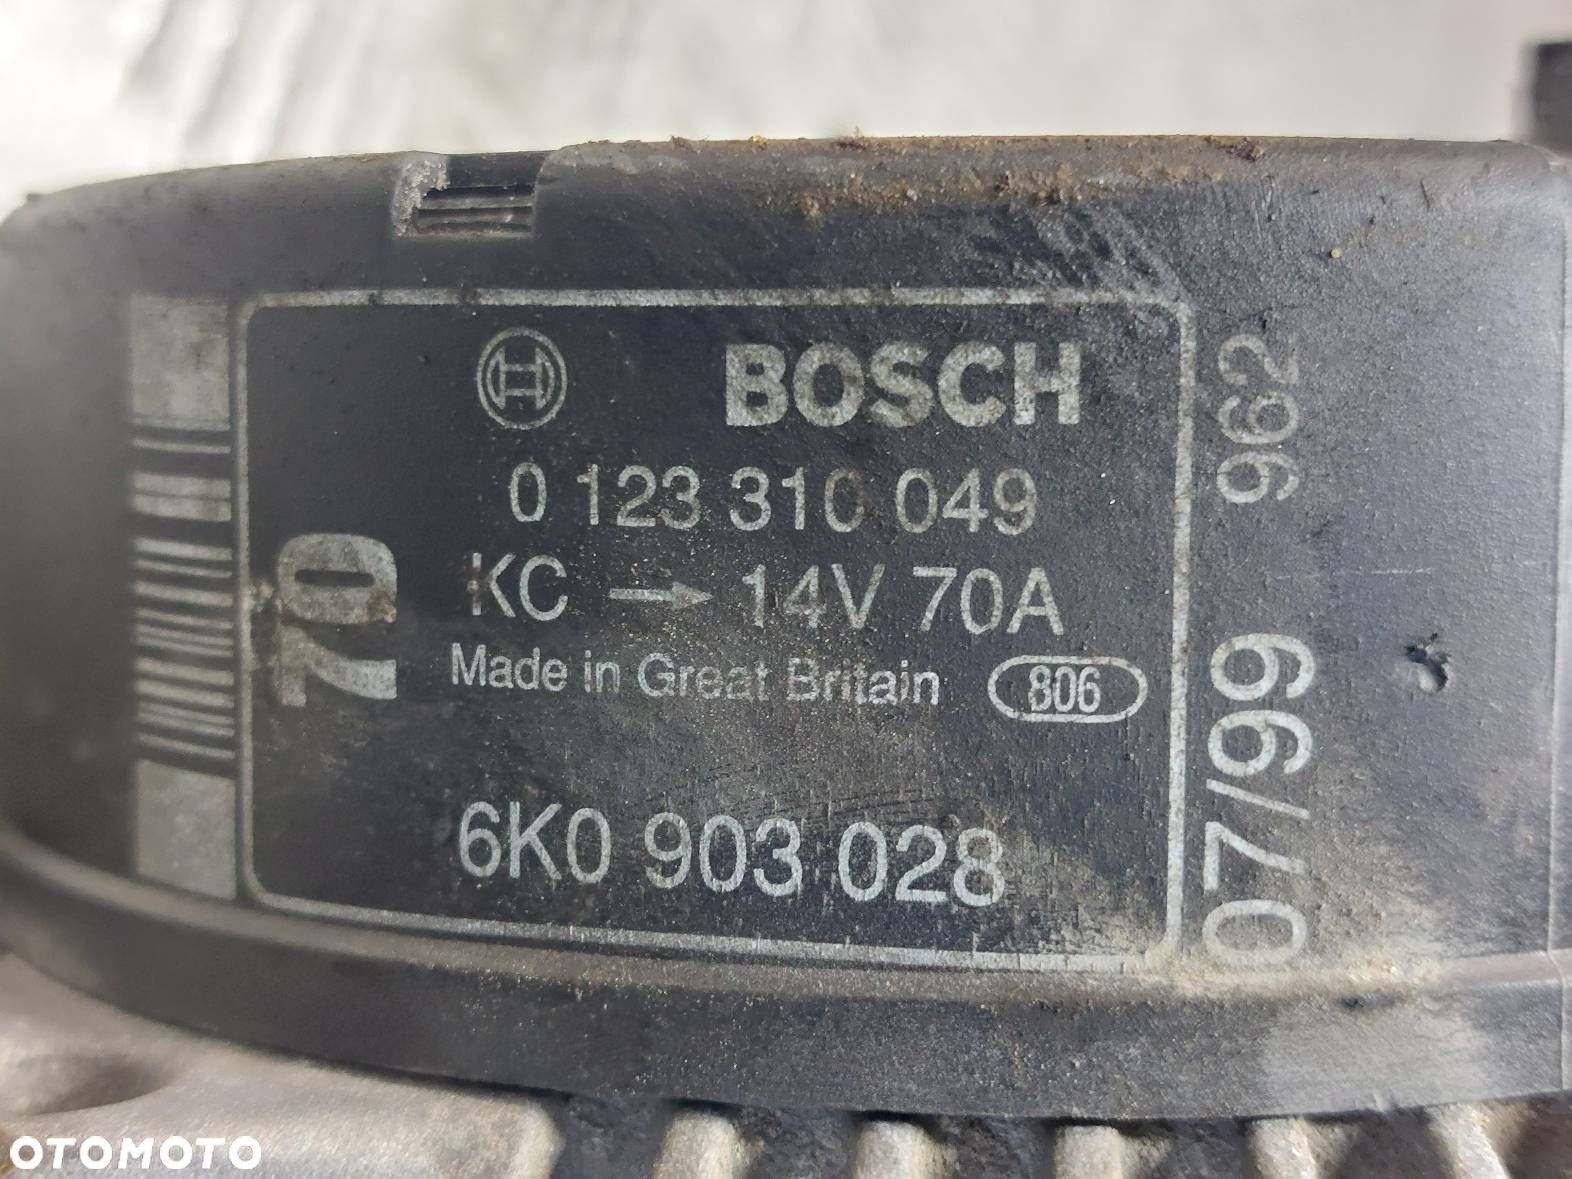 BOSCH
0 123 310 049
KC → 14V 70A
Made in Great Britain 806
6K0 903 028
70
962
07/99
OTOMOTO